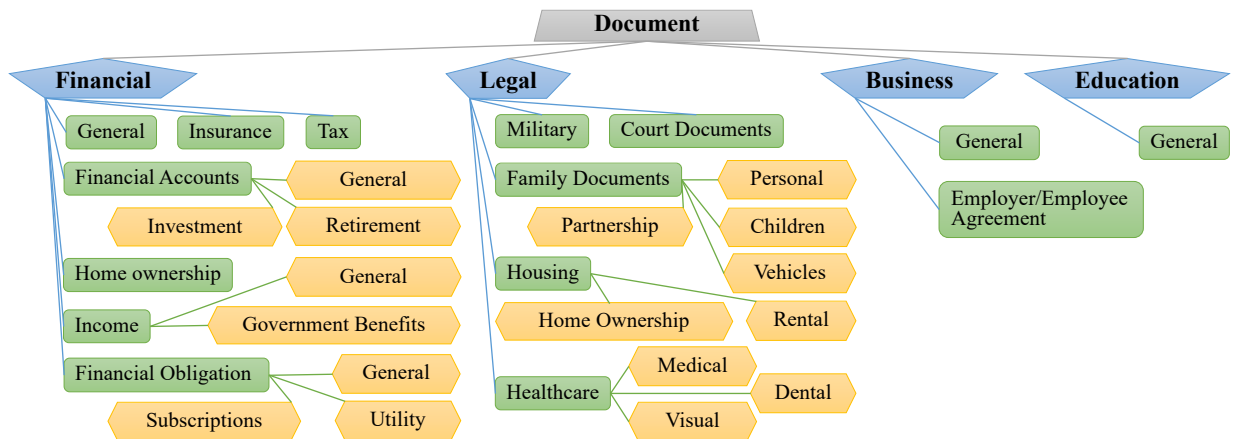 Document
Financial
Legal
Business
Education
General
Insurance
Tax
Military
Court Documents
General
General
Financial Accounts
General
Family Documents
Personal
Investment
Retirement
Partnership
Children
Employer/Employee
Agreement
Home ownership
General
Housing
Vehicles
Income
Government Benefits
Home Ownership
Rental
Financial Obligation
General
Healthcare
Medical
Dental
Subscriptions
Utility
Visual